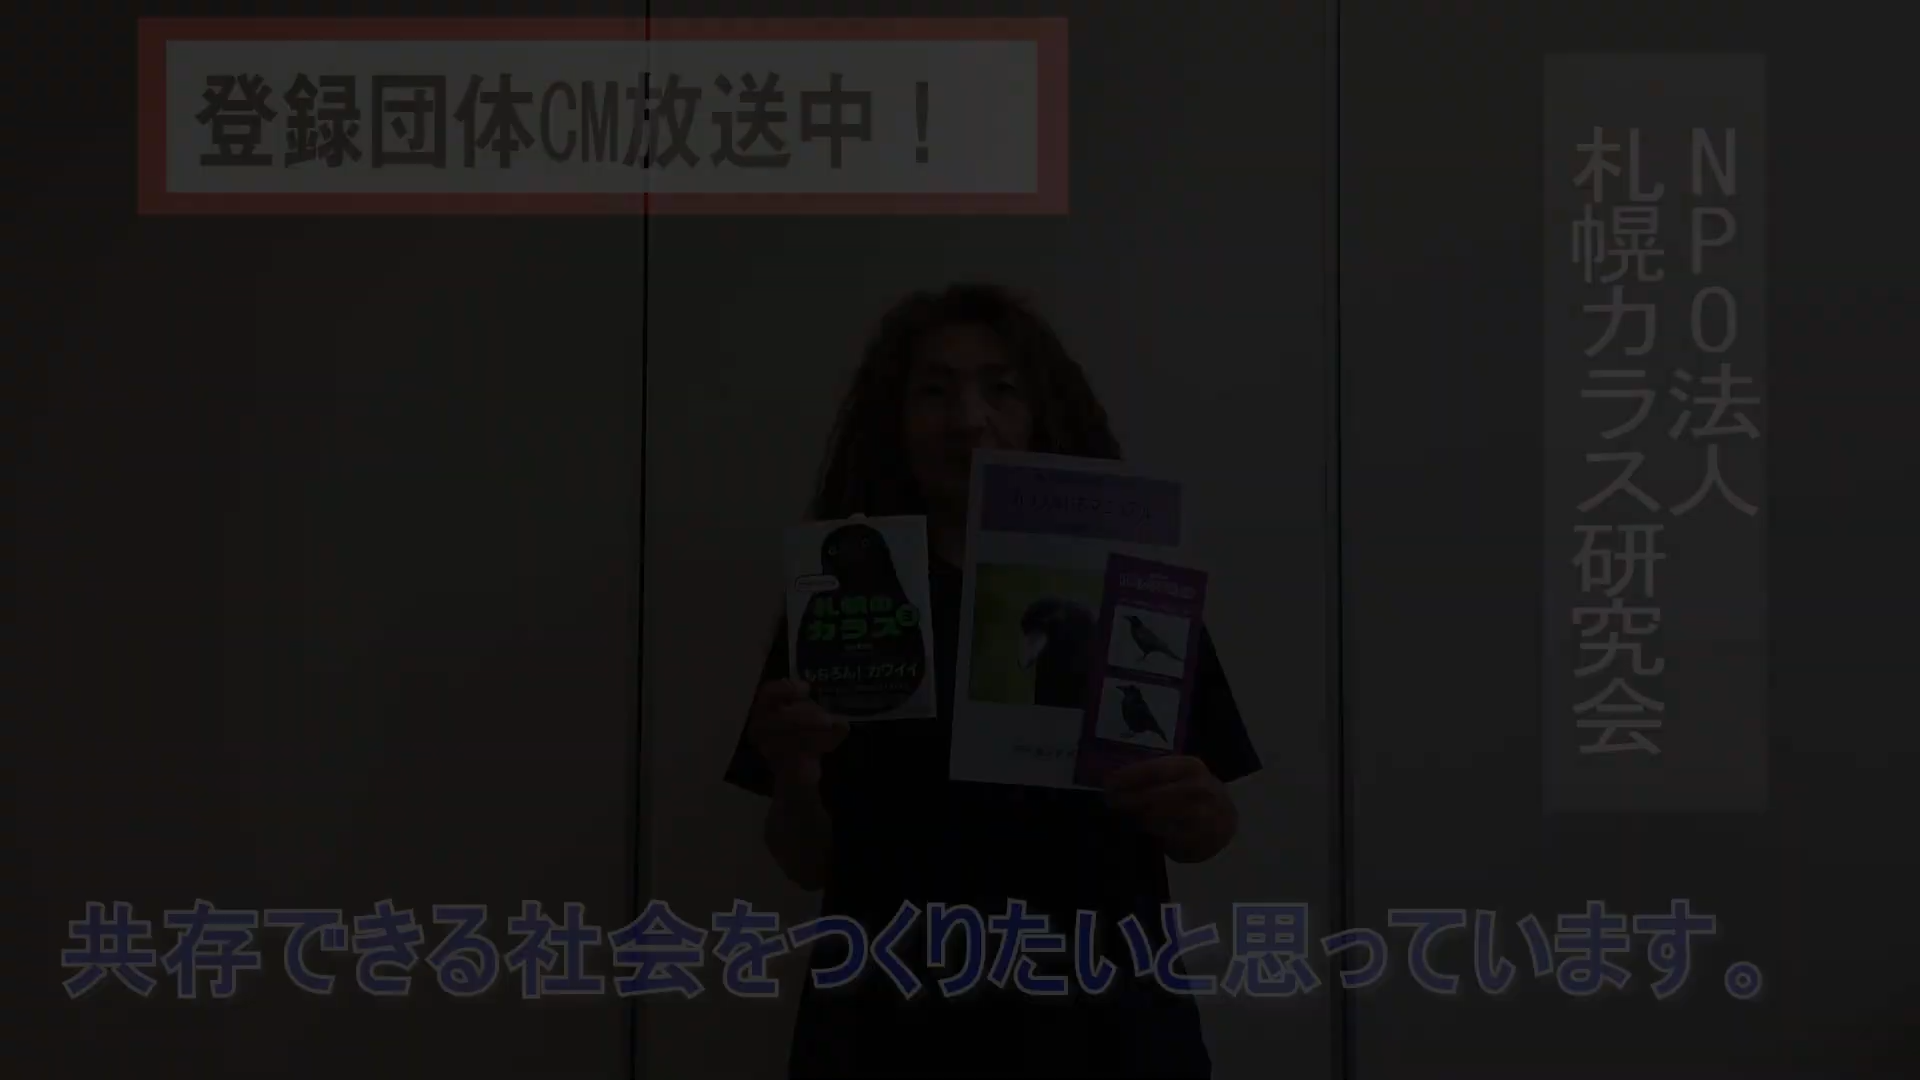 登録団体CM放送中！
NPO法人
札幌カラス研究会
札幌の
カラス
もちろん!カワイイ
共存できる社会をつくりたいと思っています。